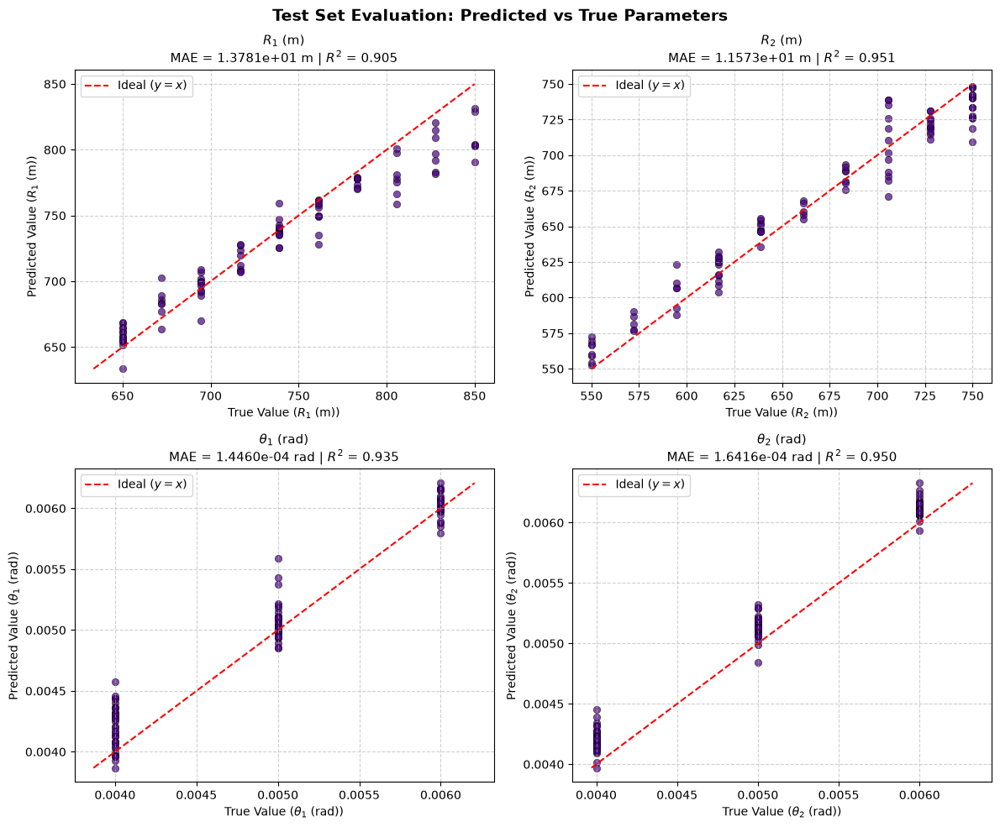 Test Set Evaluation: Predicted vs True Parameters
R₁ (m)
MAE = 1.3781e+01 m | R² = 0.905
Ideal (y = x)
850
800
750
700
650
650 700 750 800 850
Predicted Value (R₁ (m))
True Value (R₁ (m))
R₂ (m)
MAE = 1.1573e+01 m | R² = 0.951
Ideal (y = x)
750
725
700
675
650
625
600
575
550
550 575 600 625 650 675 700 725 750
Predicted Value (R₂ (m))
True Value (R₂ (m))
θ₁ (rad)
MAE = 1.4460e-04 rad | R² = 0.935
Ideal (y = x)
0.0060
0.0055
0.0050
0.0045
0.0040
0.0040 0.0045 0.0050 0.0055 0.0060
Predicted Value (θ₁ (rad))
True Value (θ₁ (rad))
θ₂ (rad)
MAE = 1.6416e-04 rad | R² = 0.950
Ideal (y = x)
0.0060
0.0055
0.0050
0.0045
0.0040
0.0040 0.0045 0.0050 0.0055 0.0060
Predicted Value (θ₂ (rad))
True Value (θ₂ (rad))